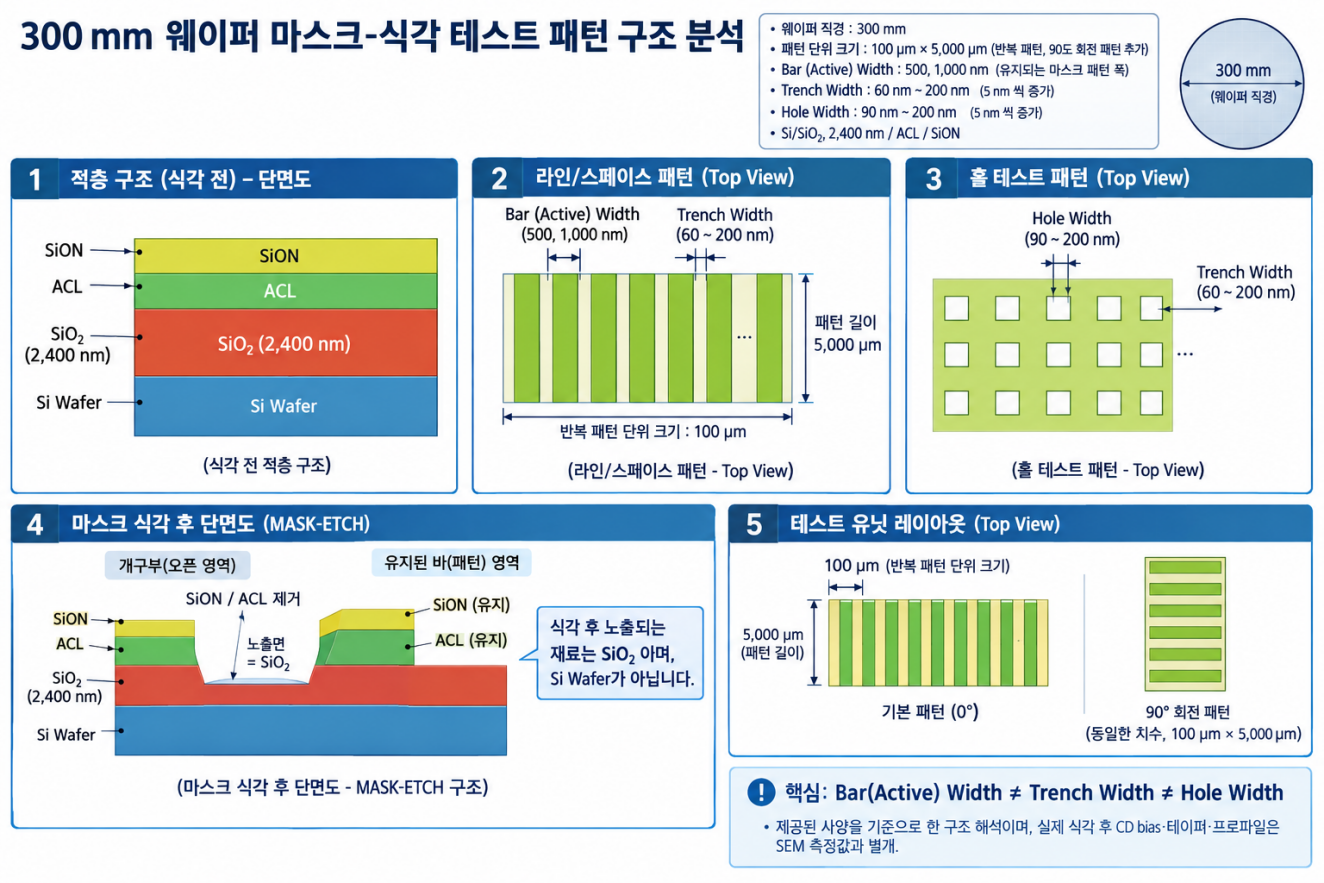 300 mm 웨이퍼 마스크-식각 테스트 패턴 구조 분석
• 웨이퍼 직경 : 300 mm
• 패턴 단위 크기 : 100 μm × 5,000 μm (반복 패턴, 90도 회전 패턴 추가)
• Bar (Active) Width : 500, 1,000 nm (유지되는 마스크 패턴 폭)
• Trench Width : 60 nm ~ 200 nm (5 nm 씩 증가)
• Hole Width : 90 nm ~ 200 nm (5 nm 씩 증가)
• Si/SiO₂, 2,400 nm / ACL / SiON
300 mm
(웨이퍼 직경)
1 적층 구조 (식각 전) – 단면도
SiON
ACL
SiO₂
(2,400 nm)
Si Wafer
SiON
ACL
SiO₂ (2,400 nm)
Si Wafer
(식각 전 적층 구조)
2 라인/스페이스 패턴 (Top View)
Bar (Active) Width
(500, 1,000 nm)
Trench Width
(60 ~ 200 nm)
...
패턴 길이
5,000 μm
반복 패턴 단위 크기 : 100 μm
(라인/스페이스 패턴 - Top View)
3 홀 테스트 패턴 (Top View)
Hole Width
(90 ~ 200 nm)
Trench Width
(60 ~ 200 nm)
...
(홀 테스트 패턴 - Top View)
4 마스크 식각 후 단면도 (MASK-ETCH)
개구부(오픈 영역)
유지된 바(패턴) 영역
SiON / ACL 제거
SiON
ACL
SiO₂
(2,400 nm)
Si Wafer
노출면
= SiO₂
SiON (유지)
ACL (유지)
식각 후 노출되는
재료는 SiO₂ 아며,
Si Wafer가 아닙니다.
(마스크 식각 후 단면도 - MASK-ETCH 구조)
5 테스트 유닛 레이아웃 (Top View)
100 μm (반복 패턴 단위 크기)
5,000 μm
(패턴 길이)
기본 패턴 (0°)
90° 회전 패턴
(동일한 치수, 100 μm × 5,000 μm)
! 핵심: Bar(Active) Width ≠ Trench Width ≠ Hole Width
• 제공된 사양을 기준으로 한 구조 해석이며, 실제 식각 후 CD bias·테이퍼·프로파일은
SEM 측정값과 별개.